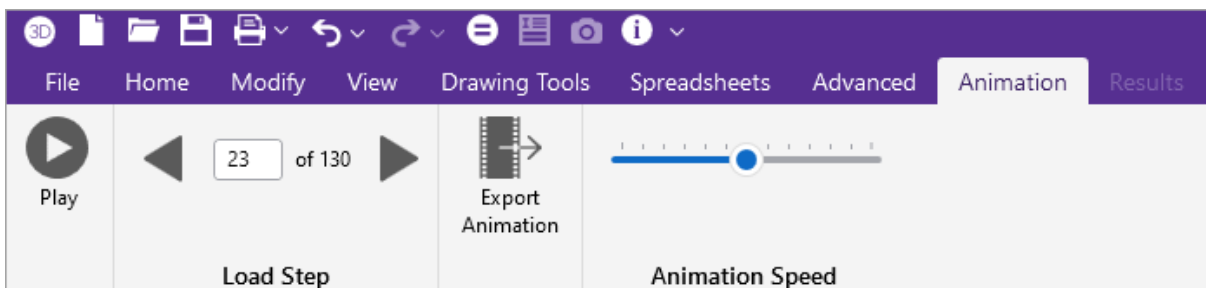 3D
File Home Modify View Drawing Tools Spreadsheets Advanced Animation Results
23 of 130
Play
Export
Animation
Load Step
Animation Speed